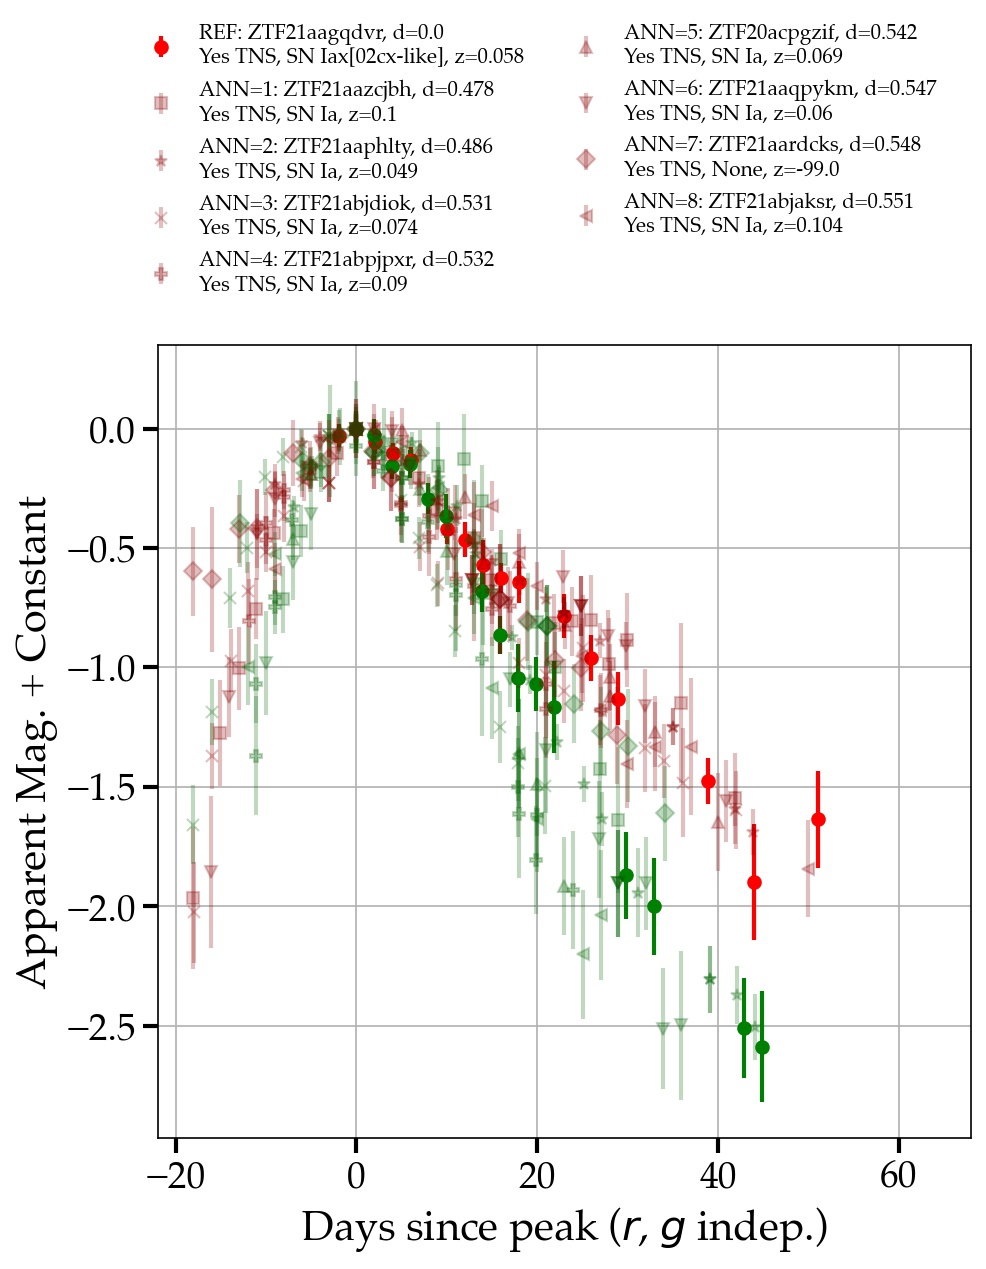 REF: ZTF21aagqdvr, d=0.0
Yes TNS, SN Iax[02cx-like], z=0.058
ANN=1: ZTF21aazcjbh, d=0.478
Yes TNS, SN Ia, z=0.1
ANN=2: ZTF21aaphlty, d=0.486
Yes TNS, SN Ia, z=0.049
ANN=3: ZTF21abjdiok, d=0.531
Yes TNS, SN Ia, z=0.074
ANN=4: ZTF21abpjpxr, d=0.532
Yes TNS, SN Ia, z=0.09
ANN=5: ZTF20acpgzif, d=0.542
Yes TNS, SN Ia, z=0.069
ANN=6: ZTF21aaqpykm, d=0.547
Yes TNS, SN Ia, z=0.06
ANN=7: ZTF21aardcks, d=0.548
Yes TNS, None, z=-99.0
ANN=8: ZTF21abjaksr, d=0.551
Yes TNS, SN Ia, z=0.104
Apparent Mag. + Constant
0.0
−0.5
−1.0
−1.5
−2.0
−2.5
−20 0 20 40 60
Days since peak (r, g indep.)